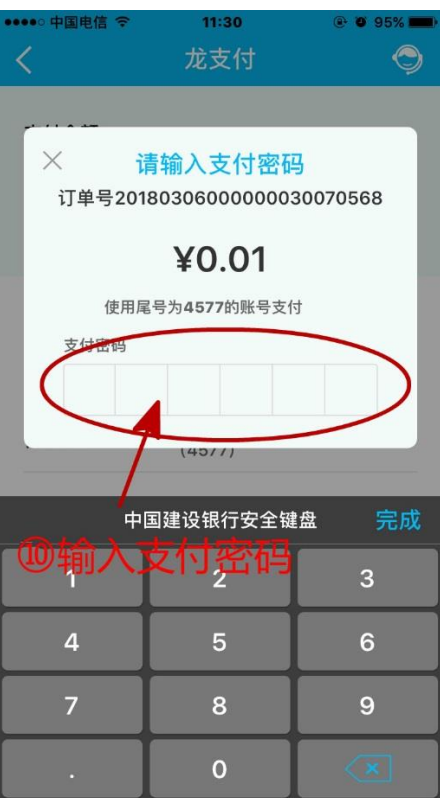 中国电信 11:30 95%
龙支付
请输入支付密码
订单号20180306000000030070568
¥0.01
使用尾号为4577的账号支付
支付密码
(4577)
中国建设银行安全键盘 完成
⑩输入支付密码
1 2 3
4 5 6
7 8 9
. 0